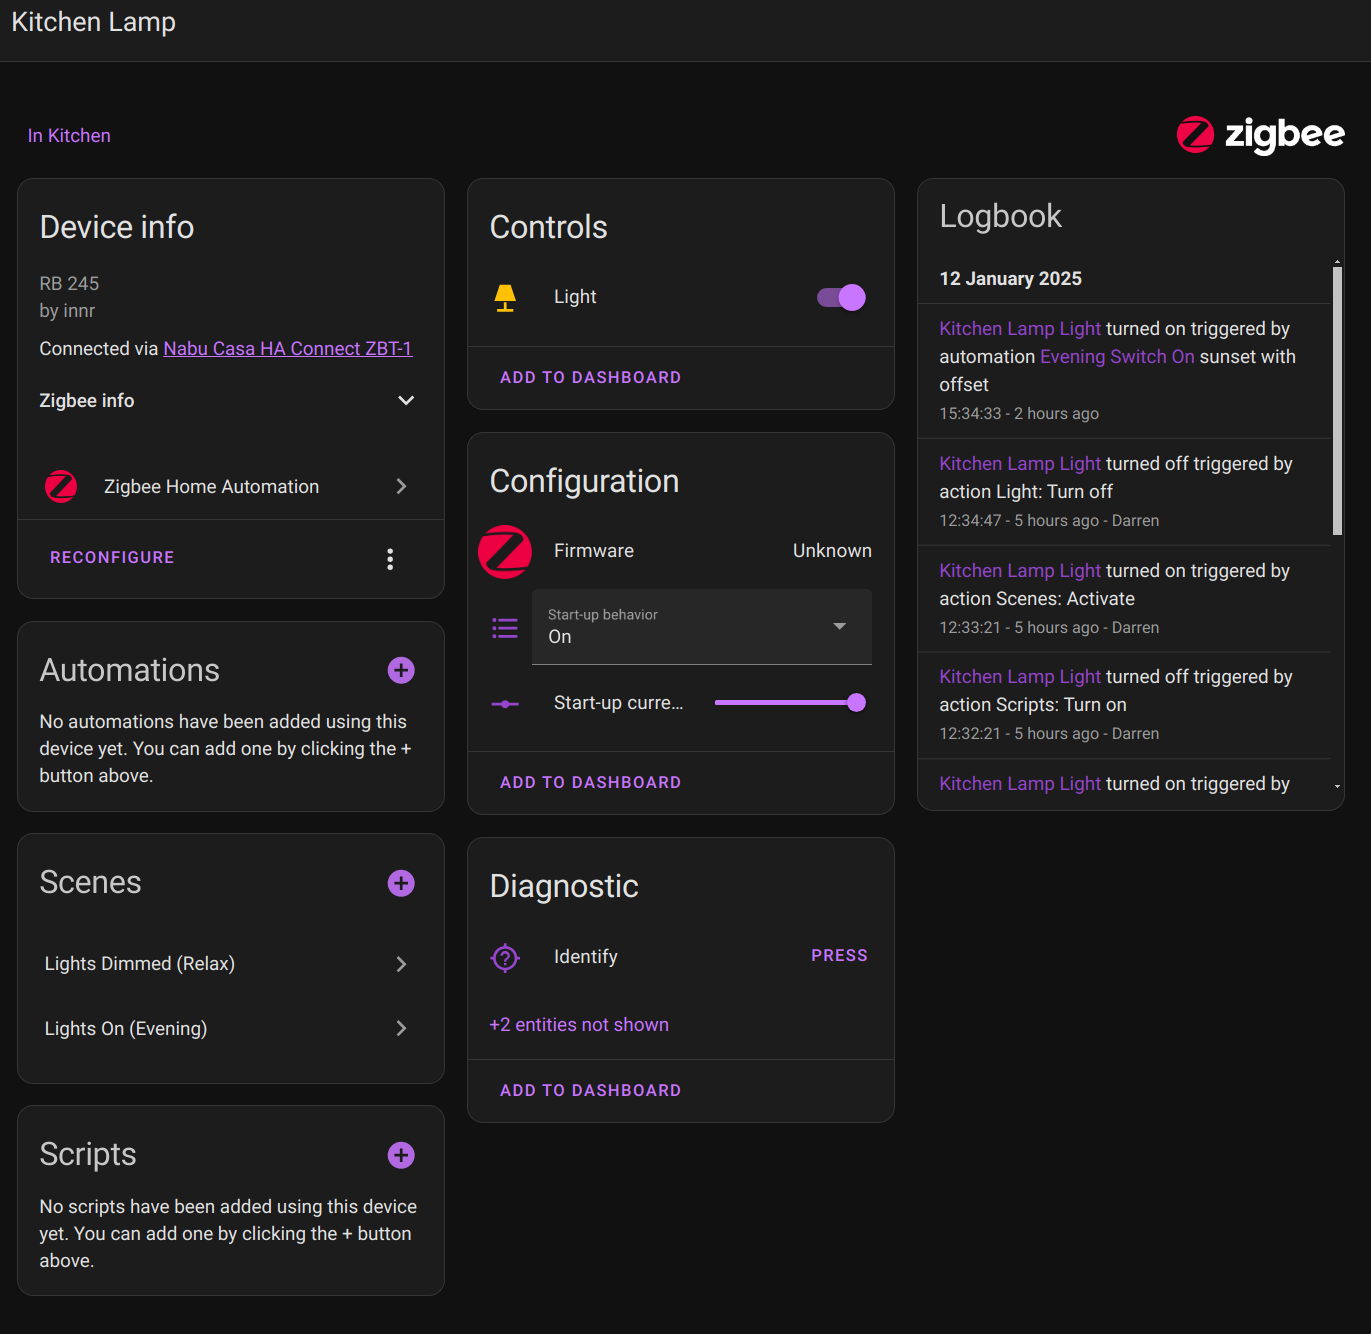 Kitchen Lamp
In Kitchen
zigbee
Device info
RB 245
by innr
Connected via Nabu Casa HA Connect ZBT-1
Zigbee info
Zigbee Home Automation
RECONFIGURE
Automations
No automations have been added using this
device yet. You can add one by clicking the +
button above.
Scenes
Lights Dimmed (Relax)
Lights On (Evening)
Scripts
No scripts have been added using this device
yet. You can add one by clicking the + button
above.
Controls
Light
ADD TO DASHBOARD
Configuration
Firmware Unknown
Start-up behavior
On
Start-up curre...
ADD TO DASHBOARD
Diagnostic
Identify PRESS
+2 entities not shown
ADD TO DASHBOARD
Logbook
12 January 2025
Kitchen Lamp Light turned on triggered by
automation Evening Switch On sunset with
offset
15:34:33 - 2 hours ago
Kitchen Lamp Light turned off triggered by
action Light: Turn off
12:34:47 - 5 hours ago - Darren
Kitchen Lamp Light turned on triggered by
action Scenes: Activate
12:33:21 - 5 hours ago - Darren
Kitchen Lamp Light turned off triggered by
action Scripts: Turn on
12:32:21 - 5 hours ago - Darren
Kitchen Lamp Light turned on triggered by